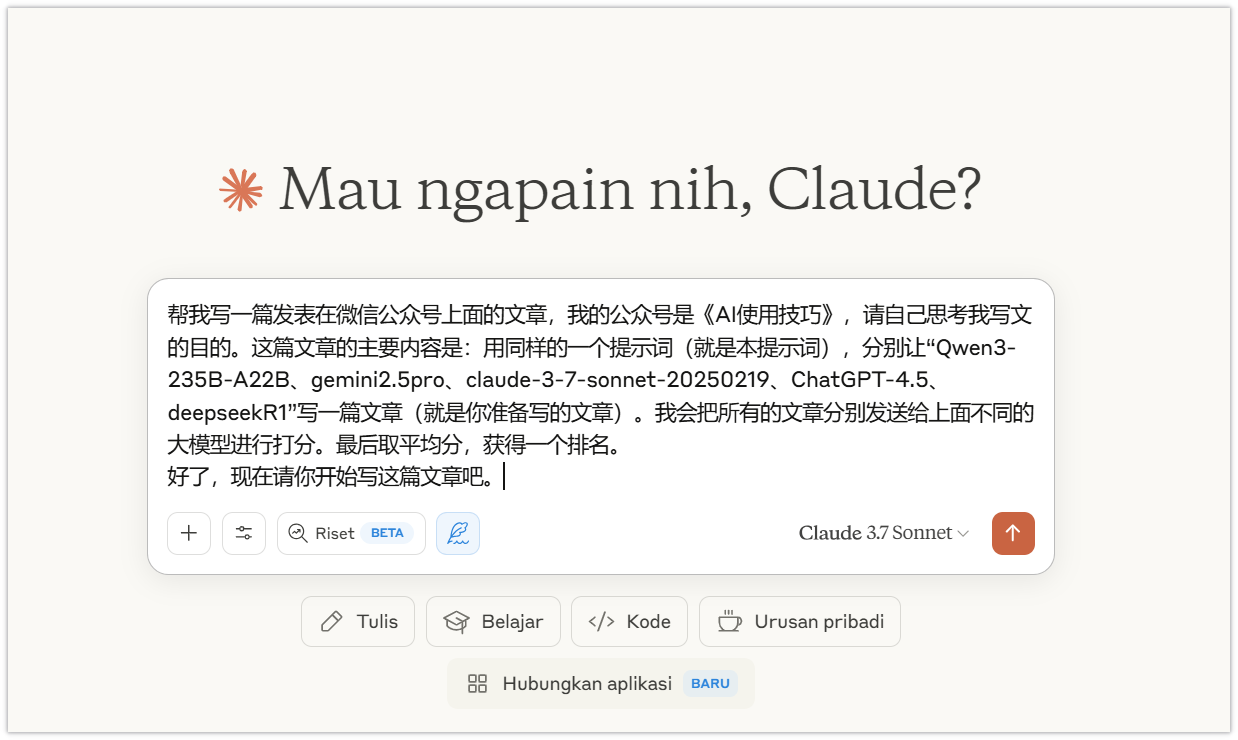 Mau ngapain nih, Claude?
帮我写一篇发表在微信公众号上面的文章，我的公众号是《AI使用技巧》，请自己思考我写文
的目的。这篇文章的主要内容是：用同样的一个提示词（就是本提示词），分别让“Qwen3-
235B-A22B、gemini2.5pro、claude-3-7-sonnet-20250219、ChatGPT-4.5、
deepseekR1”写一篇文章（就是你准备写的文章）。我会把所有的文章分别发送给上面不同的
大模型进行打分。最后取平均分，获得一个排名。
好了，现在请你开始写这篇文章吧。
Riset BETA Claude 3.7 Sonnet
Tulis Belajar Kode Urusan pribadi
Hubungkan aplikasi BARU